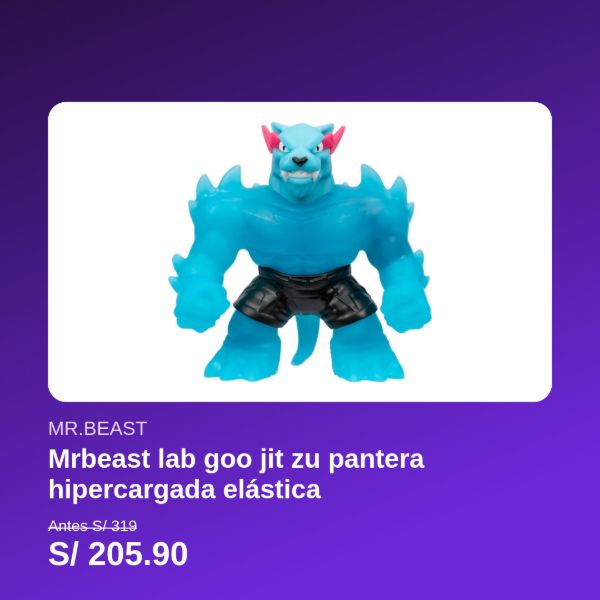 MR.BEAST
Mrbeast lab goo jit zu pantera
hipercargada elástica
Antes S/ 319
S/ 205.90